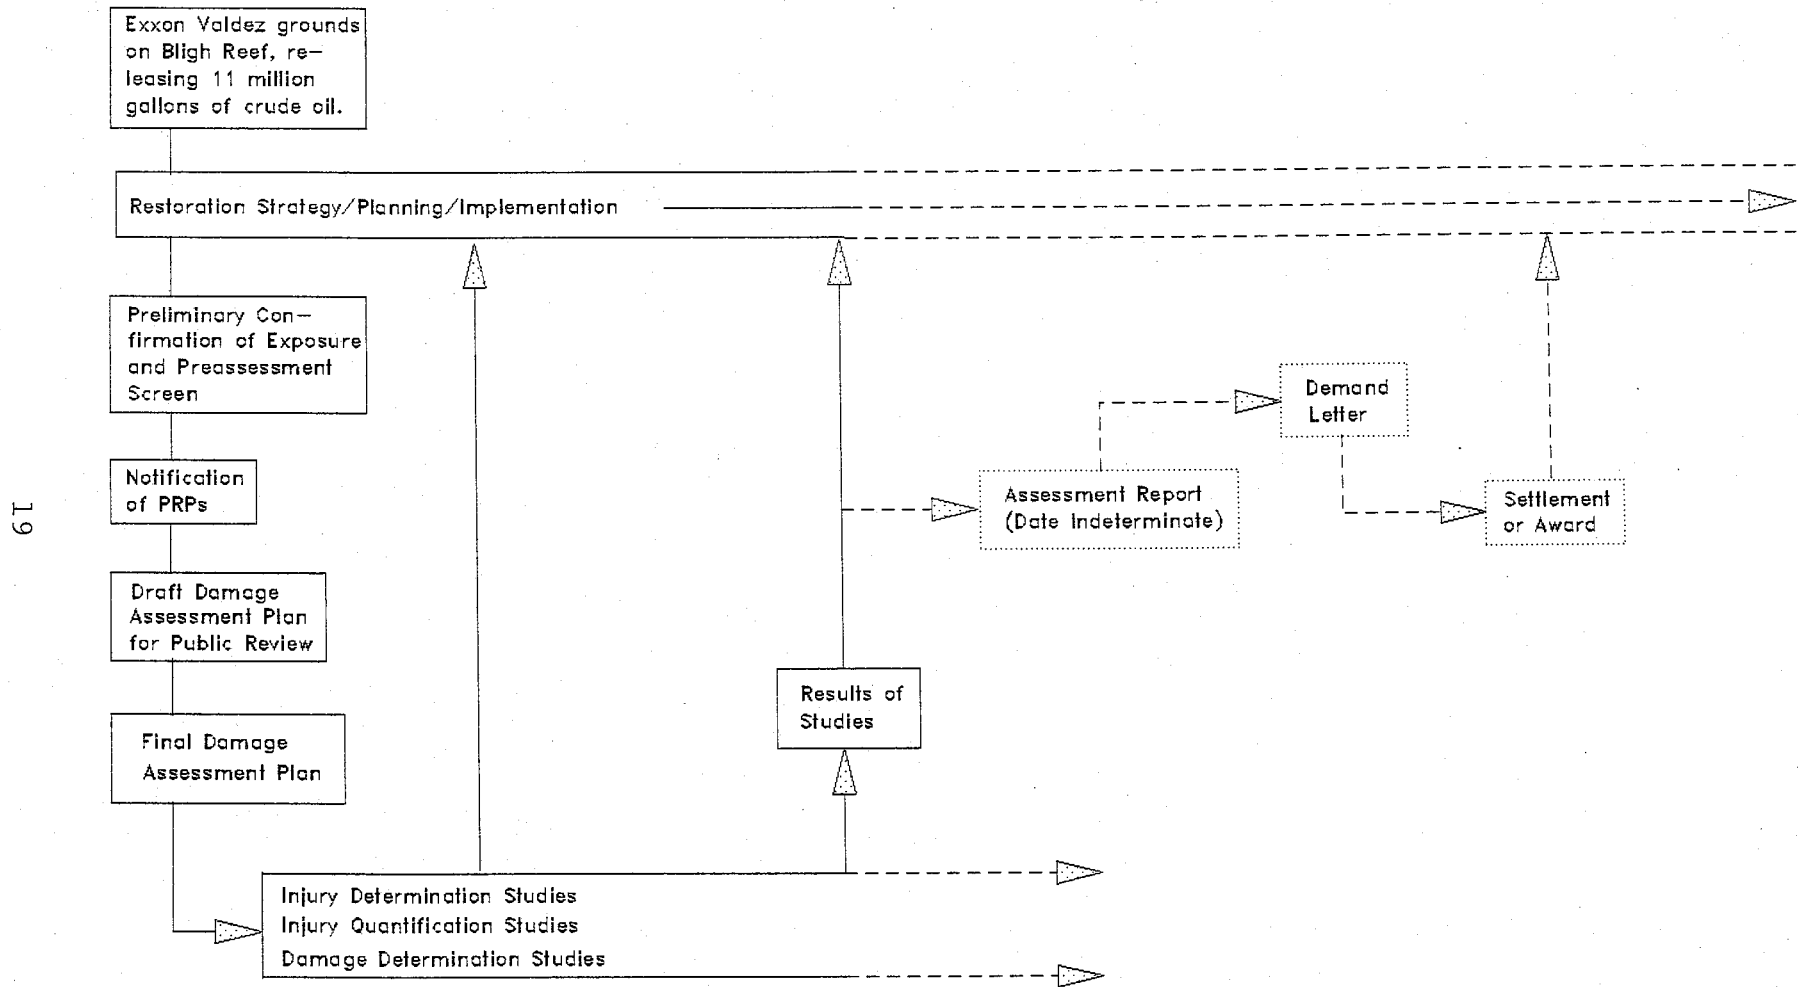 Exxon Valdez grounds
on Bligh Reef, re-
leasing 11 million
gallons of crude oil.
Restoration Strategy/Planning/Implementation
Preliminary Con-
firmation of Exposure
and Preassessment
Screen
Notification
of PRPs
Draft Damage
Assessment Plan
for Public Review
Final Damage
Assessment Plan
Injury Determination Studies
Injury Quantification Studies
Damage Determination Studies
Results of
Studies
Assessment Report
(Date Indeterminate)
Demand
Letter
Settlement
or Award
19